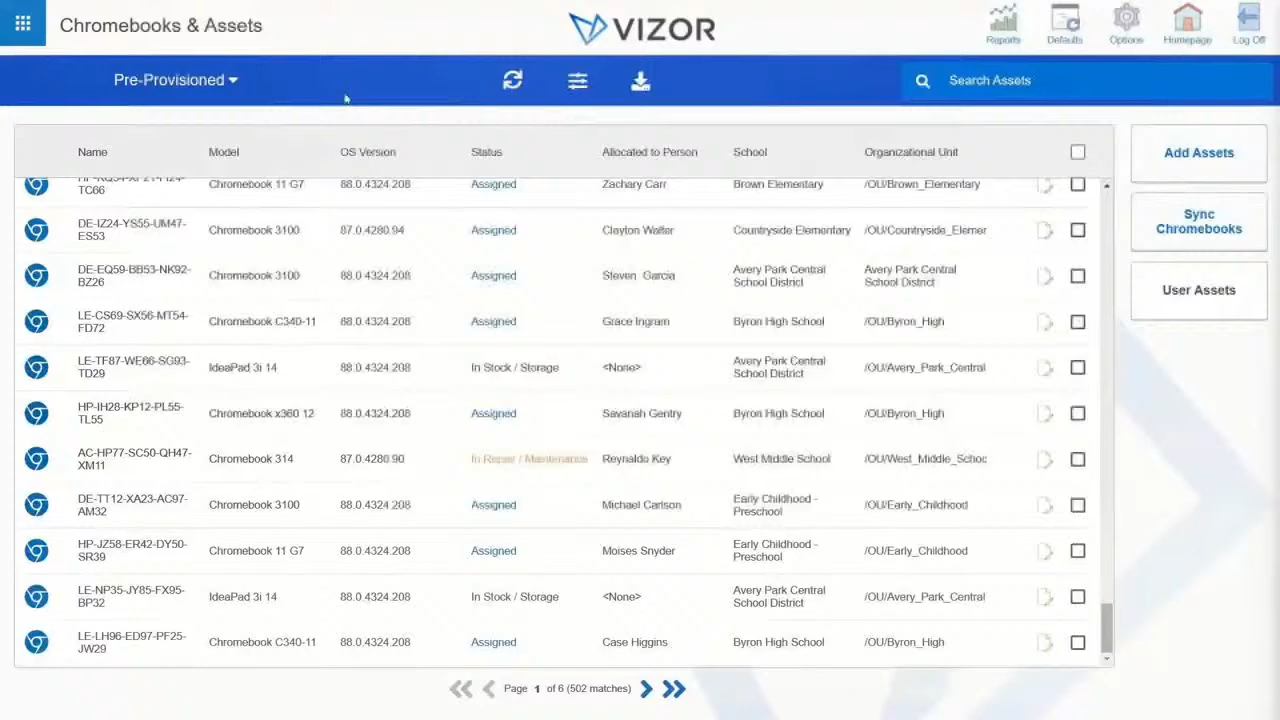 Chromebooks & Assets
VIZOR
Reports
Defaults
Options
Homepage
Log Off
Pre-Provisioned
Search Assets
Name Model OS Version Status Allocated to Person School Organizational Unit
TC66 Chromebook 11 G7 88.0.4324.208 Assigned Zachary Carr Brown Elementary /OU/Brown_Elementary
DE-IZ24-YS55-UM47-
ES53 Chromebook 3100 87.0.4280.94 Assigned Clayton Walter Countryside Elementary /OU/Countryside_Elemer
DE-EQ59-BB53-NK92-
BZ26 Chromebook 3100 88.0.4324.208 Assigned Steven Garcia Avery Park Central
School District Avery Park Central
School District
LE-CS69-SX56-MT54-
FD72 Chromebook C340-11 88.0.4324.208 Assigned Grace Ingram Byron High School /OU/Byron_High
LE-TF87-WE66-SG93-
TD29 IdeaPad 3i 14 88.0.4324.208 In Stock / Storage <None> Avery Park Central
School District /OU/Avery_Park_Central
HP-IH28-KP12-PL55-
TL55 Chromebook x360 12 88.0.4324.208 Assigned Savanah Gentry Byron High School /OU/Byron_High
AC-HP77-SC50-QH47-
XM11 Chromebook 314 87.0.4280.90 In Repair / Maintenance Reynaldo Key West Middle School /OU/West_Middle_Schoc
DE-TT12-XA23-AC97-
AM32 Chromebook 3100 88.0.4324.208 Assigned Michael Carlson Early Childhood -
Preschool /OU/Early_Childhood
HP-JZ58-ER42-DY50-
SR39 Chromebook 11 G7 88.0.4324.208 Assigned Moises Snyder Early Childhood -
Preschool /OU/Early_Childhood
LE-NP35-JY85-FX95-
BP32 IdeaPad 3i 14 88.0.4324.208 In Stock / Storage <None> Avery Park Central
School District /OU/Avery_Park_Central
LE-LH96-ED97-PF25-
JW29 Chromebook C340-11 88.0.4324.208 Assigned Case Higgins Byron High School /OU/Byron_High
Add Assets
Sync
Chromebooks
User Assets
Page 1 of 6 (502 matches)